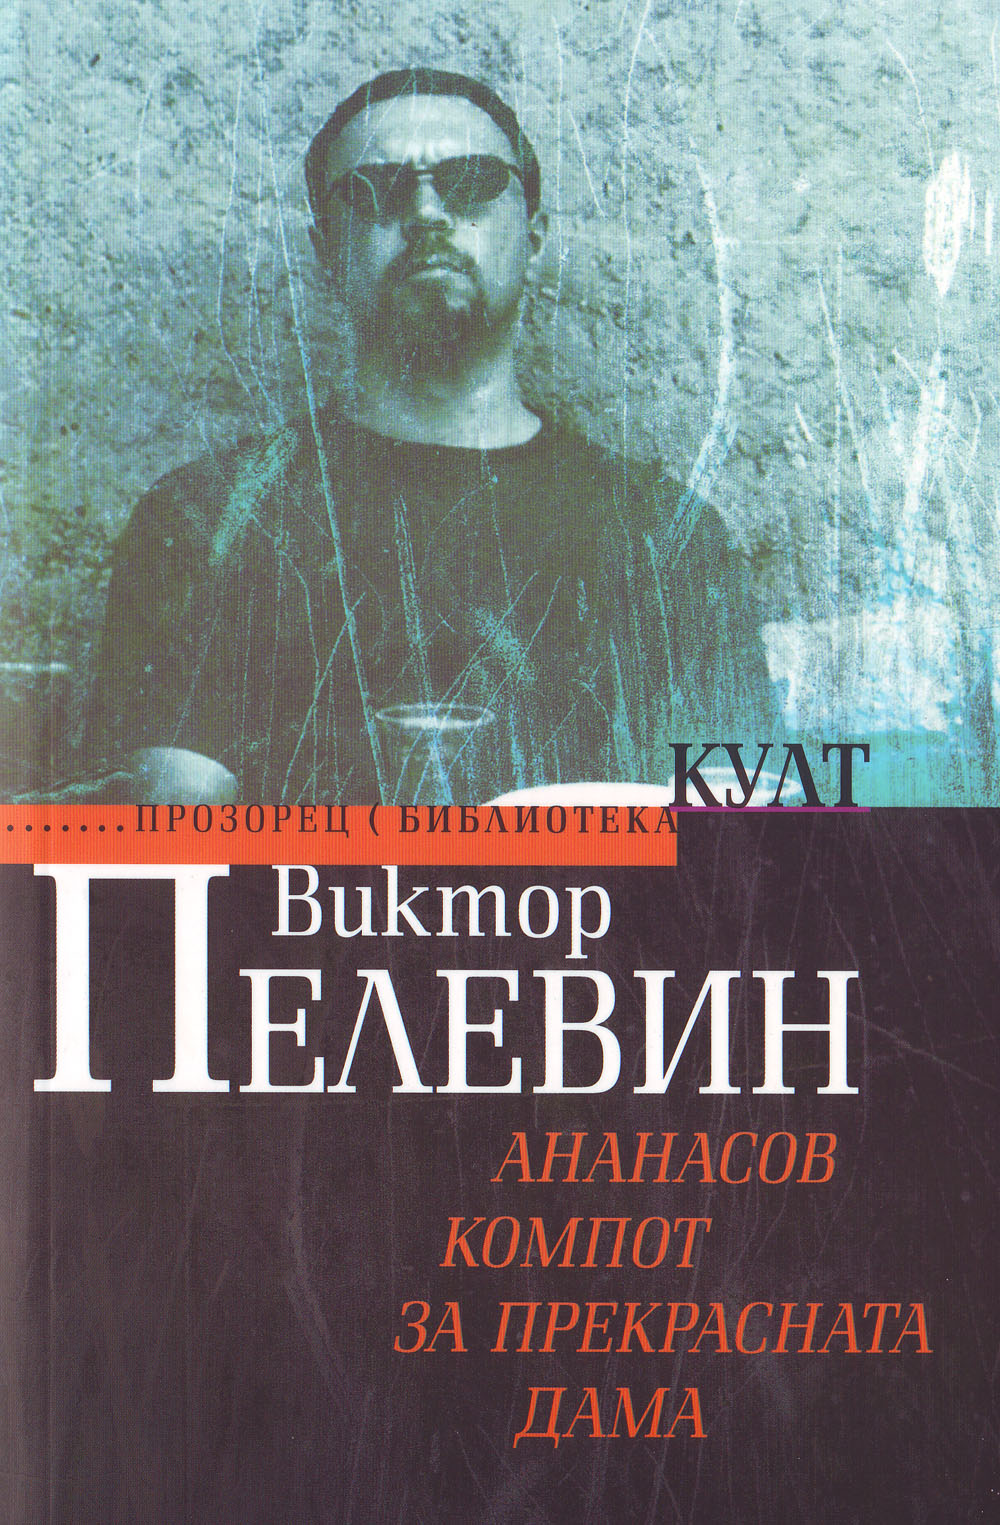 КУЛТ
.......ПРОЗОРЕЦ ( БИБЛИОТЕКА
Виктор
ПЕЛЕВИН
АНАНАСОВ
КОМПОТ
ЗА ПРЕКРАСНАТА
ДАМА